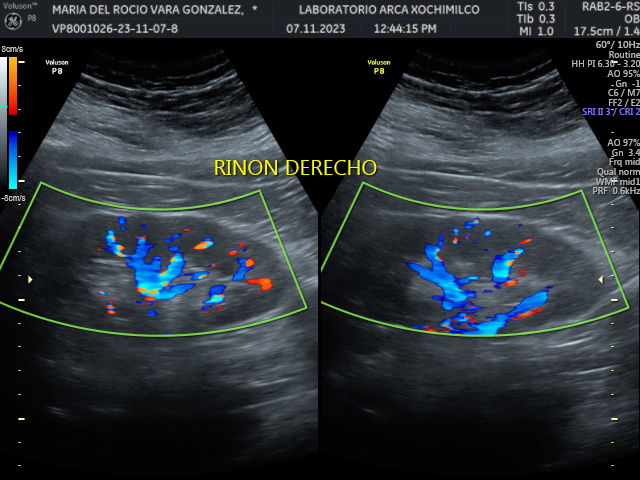 Voluson™
MARIA DEL ROCIO VARA GONZALEZ, *
LABORATORIO ARCA XOCHIMILCO
TIs 0.3
RAB2-6-RS
GE
VP8001026-23-11-07-8
07.11.2023
12:44:15 PM
TIb 0.3
OB
MI 1.0
17.5cm / 1.4
8cm/s
-8cm/s
Voluson
P8
Voluson
P8
60°/ 10Hz
Routine
HH PI 6.30 - 3.20
AO 95%
Gn -1
C6 / M7
FF2 / E2
SRI II 3 / CRI 2
AO 97%
Gn 3.4
Frq mid
Qual norm
WMF mid1
PRF 0.6kHz
RINON DERECHO